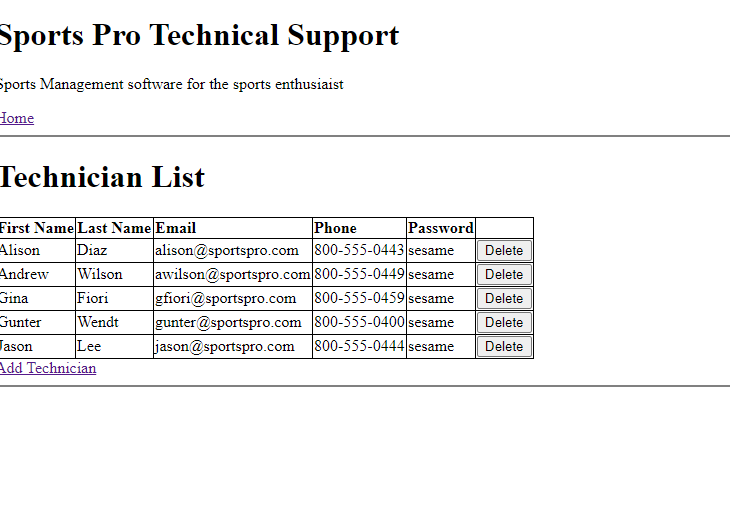 Sports Pro Technical Support
Sports Management software for the sports enthusiaist
Home
Technician List
First Name Last Name Email Phone Password
Alison Diaz alison@sportspro.com 800-555-0443 sesame Delete
Andrew Wilson awilson@sportspro.com 800-555-0449 sesame Delete
Gina Fiori gfiori@sportspro.com 800-555-0459 sesame Delete
Gunter Wendt gunter@sportspro.com 800-555-0400 sesame Delete
Jason Lee jason@sportspro.com 800-555-0444 sesame Delete
Add Technician